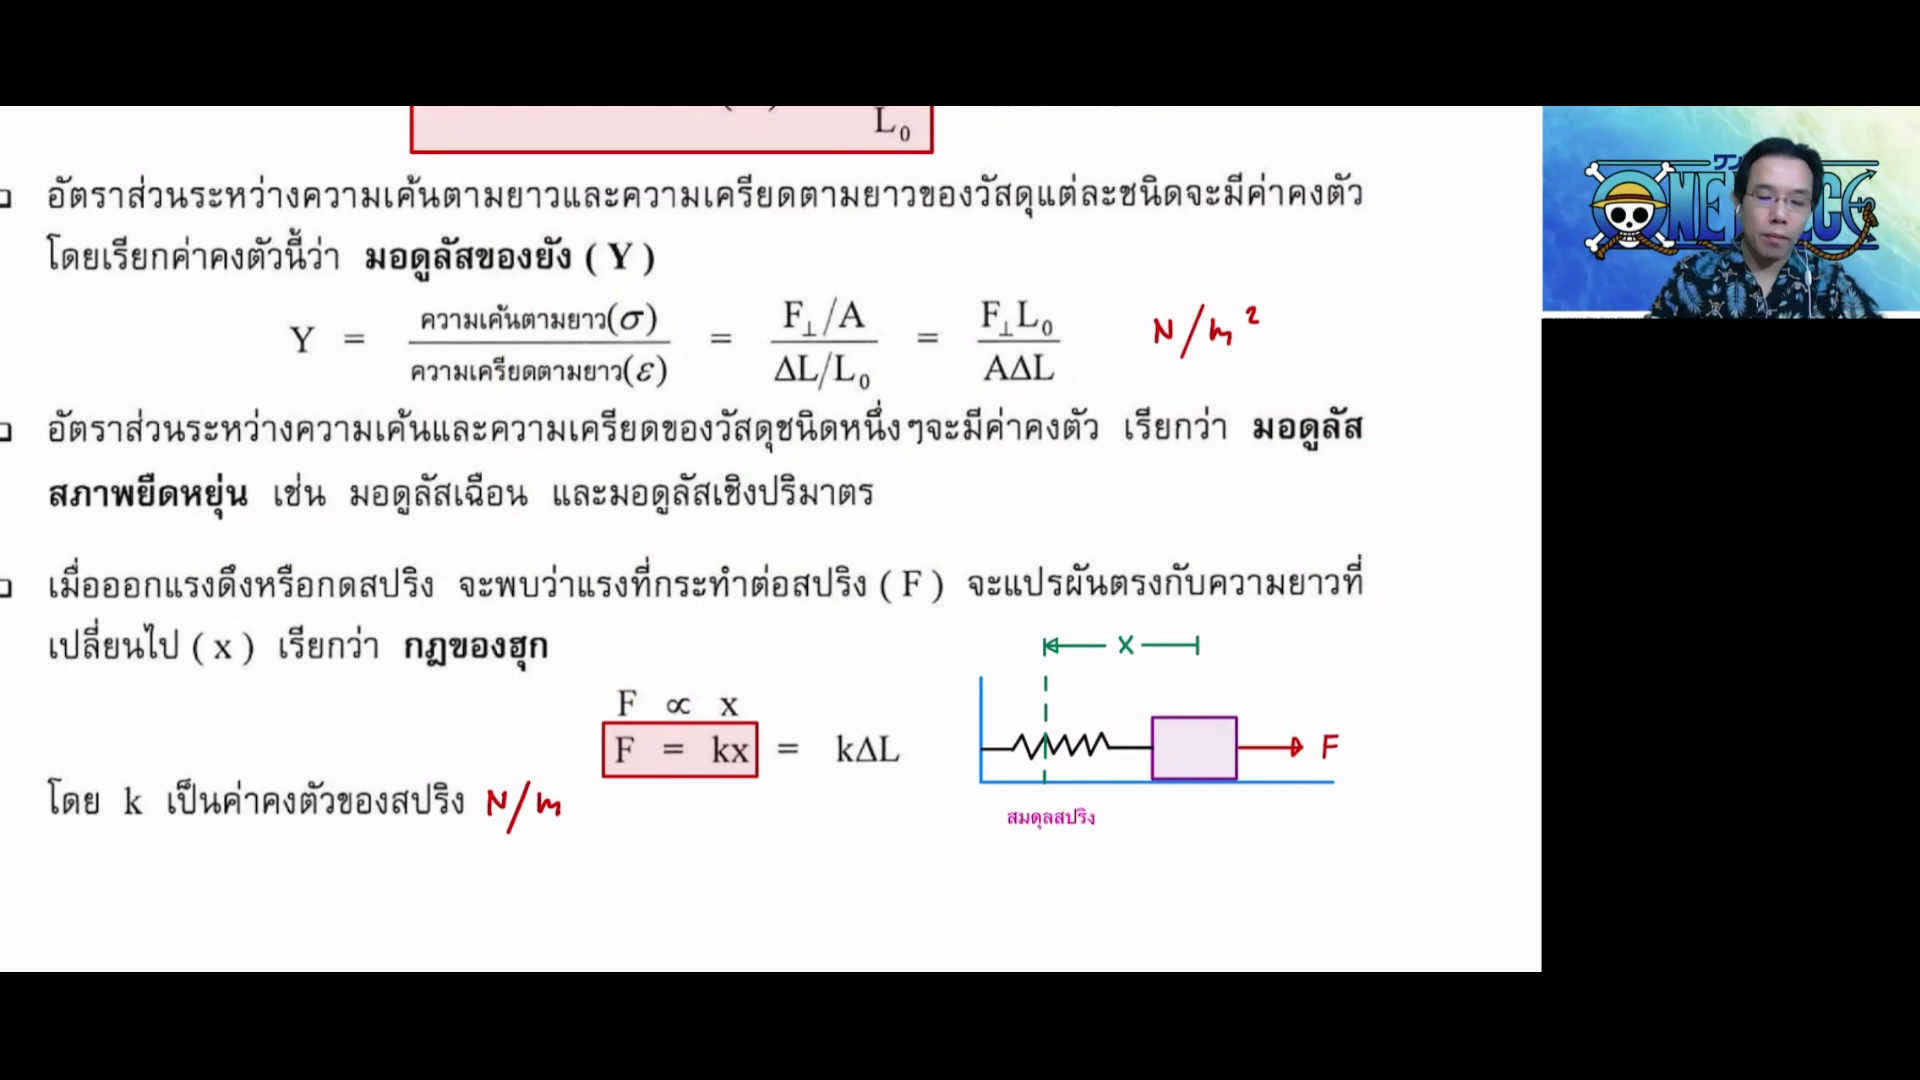 L₀
อัตราส่วนระหว่างความเค้นตามยาวและความเครียดตามยาวของวัสดุแต่ละชนิดจะมีค่าคงตัว
โดยเรียกค่าคงตัวนี้ว่า มอดูลัสของยัง ( Y )
Y = ความเค้นตามยาว(σ) / ความเครียดตามยาว(ε) = F⊥/A / ΔL/L₀ = F⊥L₀ / AΔL N/m²
อัตราส่วนระหว่างความเค้นและความเครียดของวัสดุชนิดหนึ่งๆจะมีค่าคงตัว เรียกว่า มอดูลัส
สภาพยืดหยุ่น เช่น มอดูลัสเฉือน และมอดูลัสเชิงปริมาตร
เมื่อออกแรงดึงหรือกดสปริง จะพบว่าแรงที่กระทำต่อสปริง ( F ) จะแปรผันตรงกับความยาวที่
เปลี่ยนไป ( x ) เรียกว่า กฎของฮุก
x
F ∝ x
F = kx = kΔL
F
โดย k เป็นค่าคงตัวของสปริง N/m
สมดุลสปริง